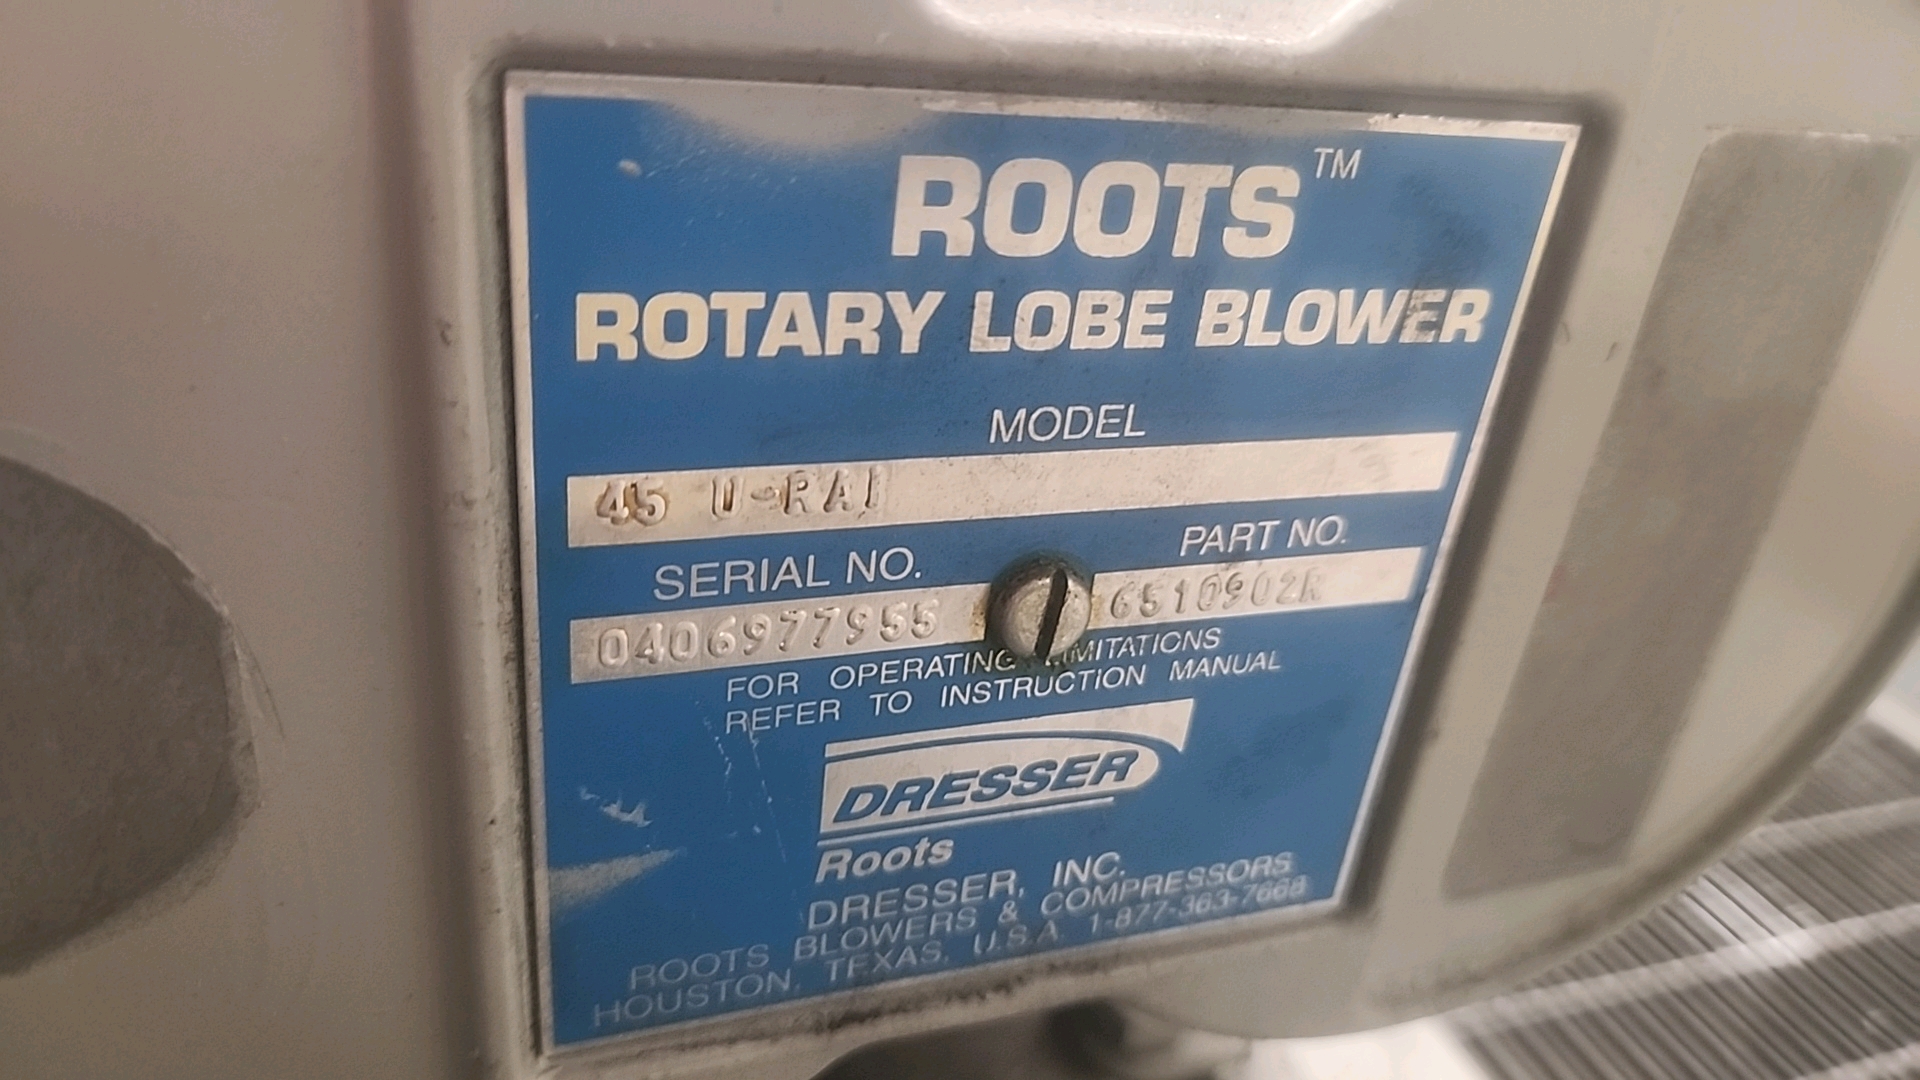 ROOTS™
ROTARY LOBE BLOWER
MODEL
45 U-RAI
SERIAL NO.
PART NO.
0406977955
6510902R
FOR OPERATING LIMITATIONS
REFER TO INSTRUCTION MANUAL
DRESSER
Roots
DRESSER, INC.
ROOTS BLOWERS & COMPRESSORS
HOUSTON, TEXAS, U.S.A. 1-877-363-7668